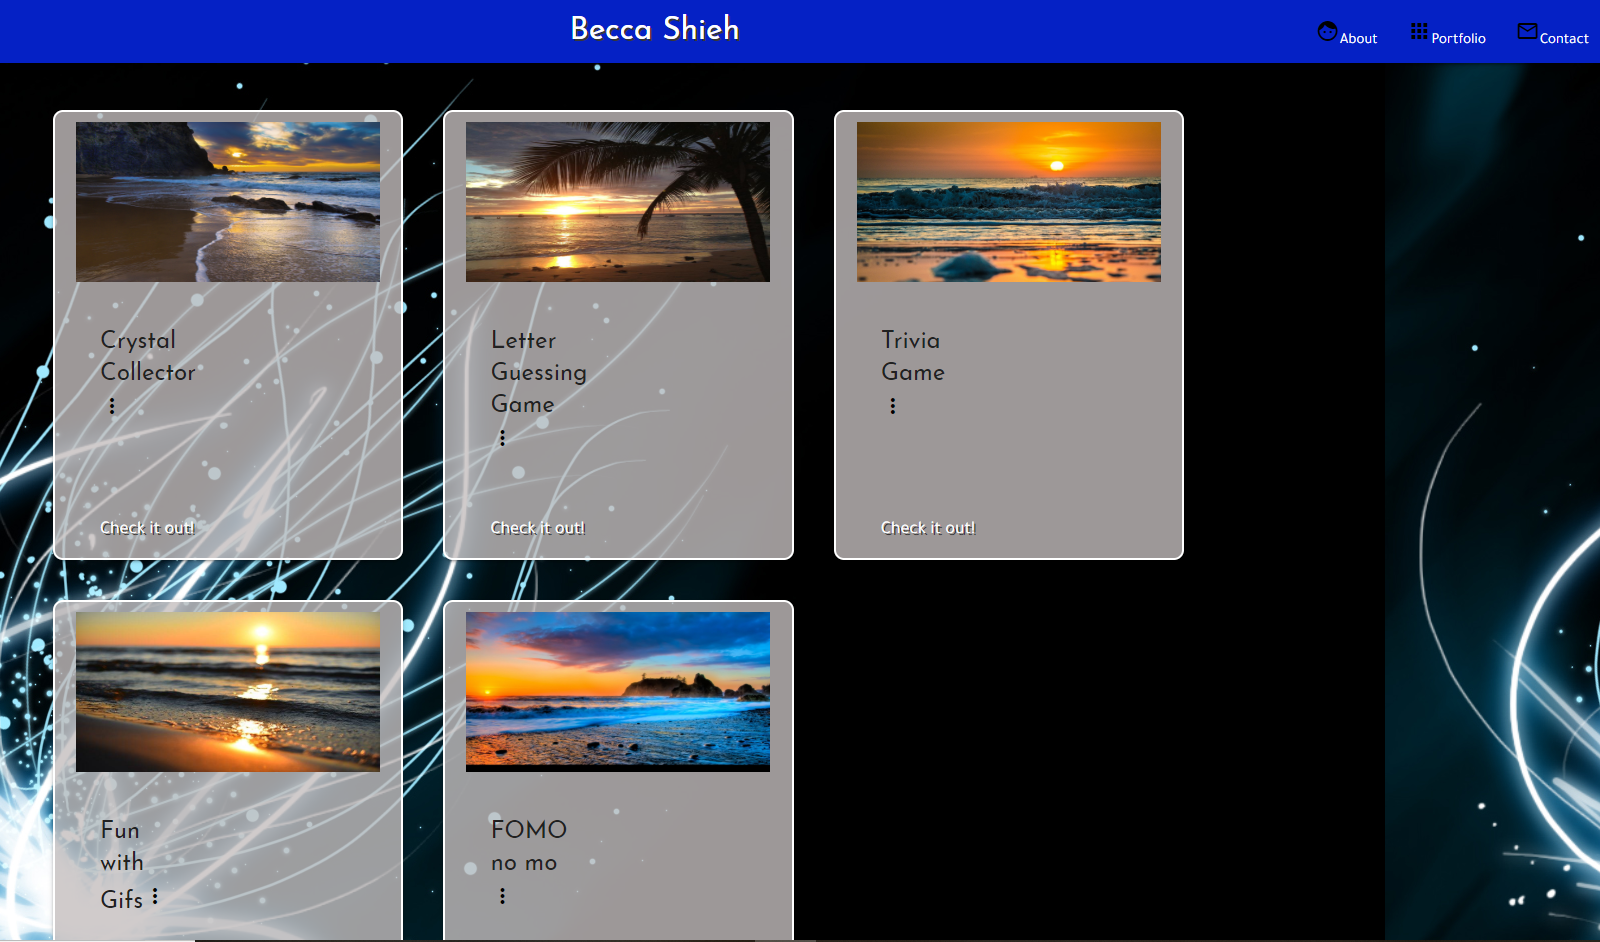 Becca Shieh
About
Portfolio
Contact
Crystal
Collector
Check it out!
Letter
Guessing
Game
Check it out!
Trivia
Game
Check it out!
Fun
with
Gifs
FOMO
no mo